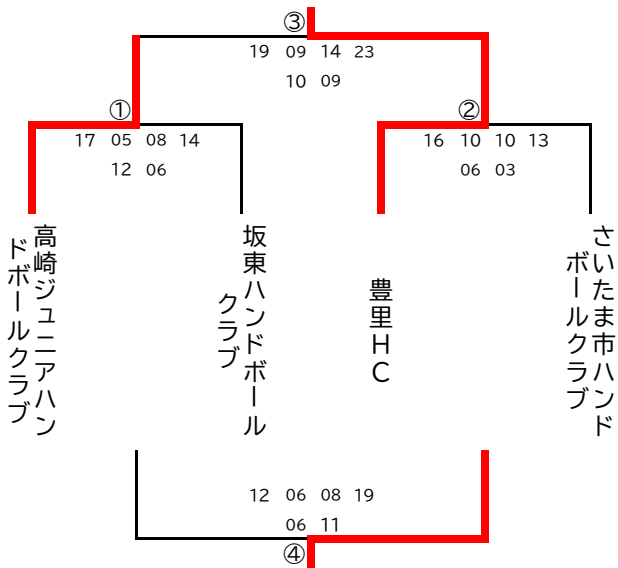 ③
19 09 14 23
10 09
①
②
17 05 08 14
12 06
16 10 10 13
06 03
高崎ジュニアハン
ドボールクラブ
坂東ハンドボール
クラブ
豊里HC
さいたま市ハンド
ボールクラブ
12 06 08 19
06 11
④